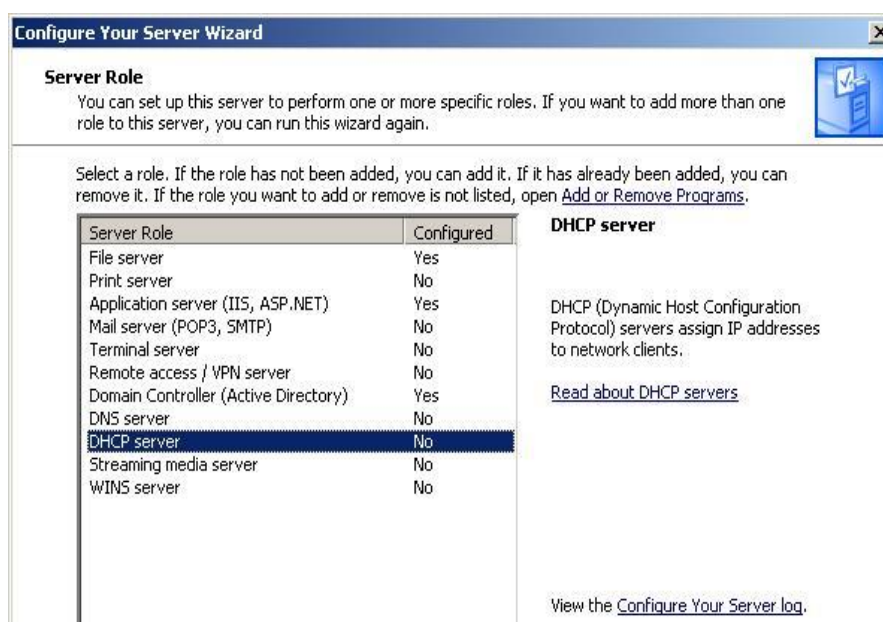 Configure Your Server Wizard
Server Role
You can set up this server to perform one or more specific roles. If you want to add more than one
role to this server, you can run this wizard again.
Select a role. If the role has not been added, you can add it. If it has already been added, you can
remove it. If the role you want to add or remove is not listed, open Add or Remove Programs.
Server Role Configured
File server Yes
Print server No
Application server (IIS, ASP.NET) Yes
Mail server (POP3, SMTP) No
Terminal server No
Remote access / VPN server No
Domain Controller (Active Directory) Yes
DNS server No
DHCP server No
Streaming media server No
WINS server No
DHCP server
DHCP (Dynamic Host Configuration
Protocol) servers assign IP addresses
to network clients.
Read about DHCP servers
View the Configure Your Server log.